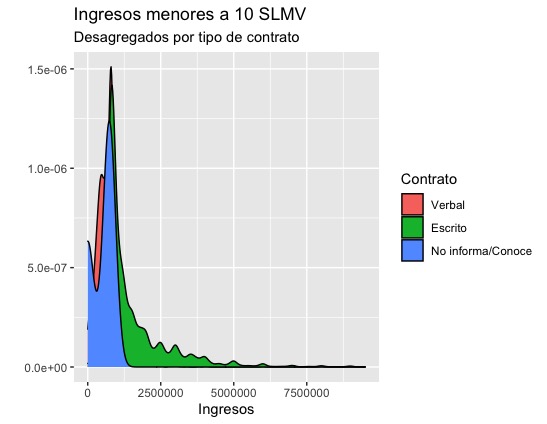 Ingresos menores a 10 SLMV
Desagregados por tipo de contrato
1.5e-06
1.0e-06
5.0e-07
0.0e+00
0 2500000 5000000 7500000
Ingresos
Contrato
Verbal
Escrito
No informa/Conoce